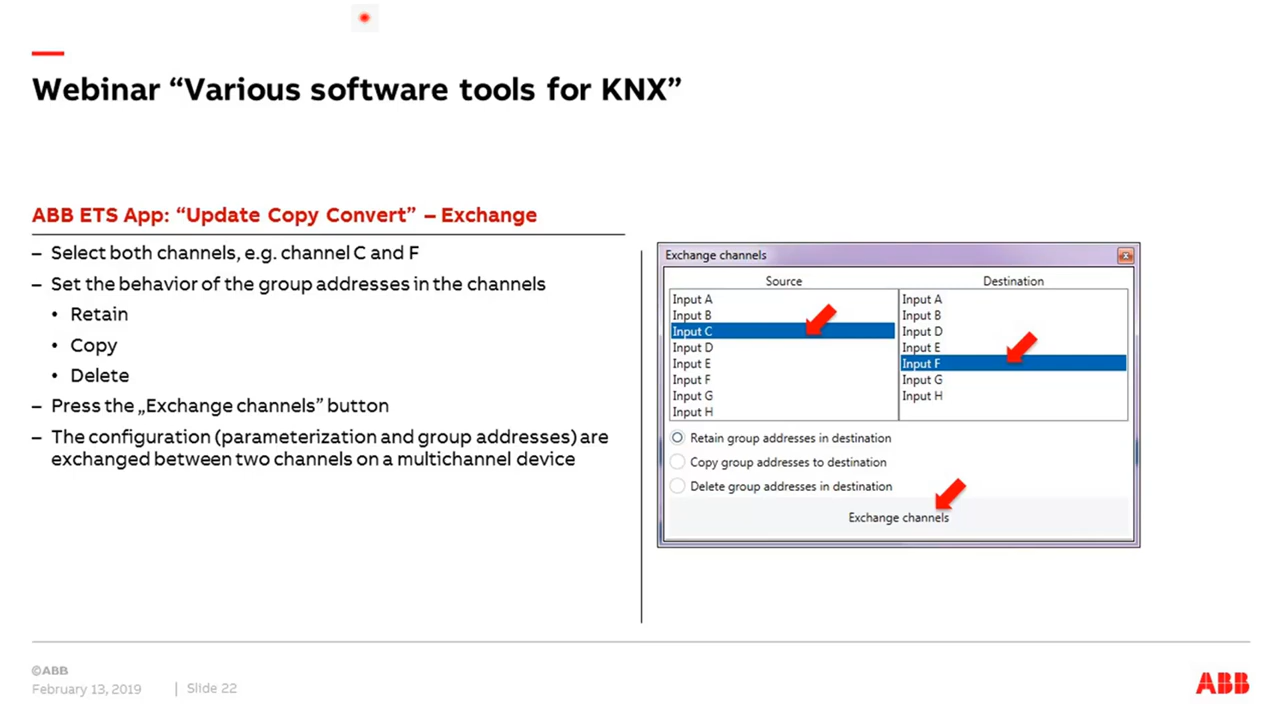 Webinar “Various software tools for KNX”
ABB ETS App: “Update Copy Convert” – Exchange
– Select both channels, e.g. channel C and F
– Set the behavior of the group addresses in the channels
• Retain
• Copy
• Delete
– Press the „Exchange channels” button
– The configuration (parameterization and group addresses) are
exchanged between two channels on a multichannel device
Exchange channels
Source
Input A
Input B
Input C
Input D
Input E
Input F
Input G
Input H
Destination
Input A
Input B
Input D
Input E
Input F
Input G
Input H
Retain group addresses in destination
Copy group addresses to destination
Delete group addresses in destination
Exchange channels
©ABB
February 13, 2019 | Slide 22
ABB